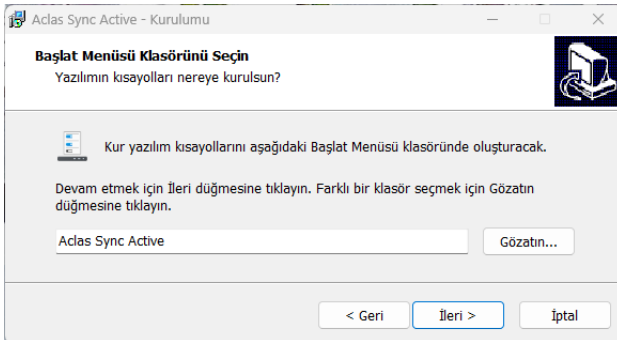 Aclas Sync Active - Kurulumu
Başlat Menüsü Klasörünü Seçin
Yazılımın kısayolları nereye kurulsun?
Kur yazılım kısayollarını aşağıdaki Başlat Menüsü klasöründe oluşturacak.
Devam etmek için İleri düğmesine tıklayın. Farklı bir klasör seçmek için Gözatın
düğmesine tıklayın.
Aclas Sync Active
Gözatın...
< Geri
İleri >
İptal